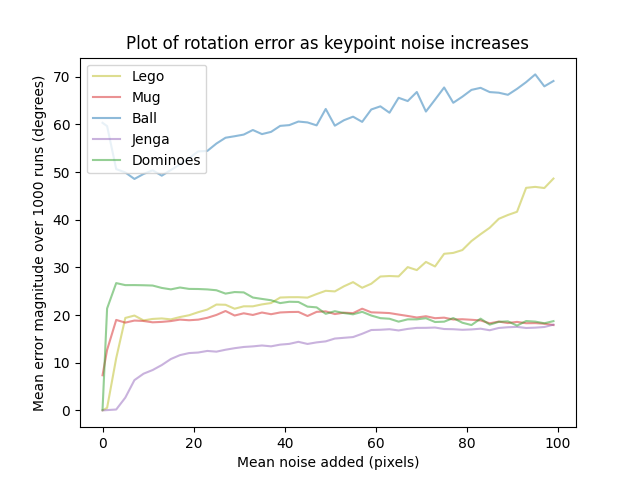 Plot of rotation error as keypoint noise increases
Mean error magnitude over 1000 runs (degrees)
70
60
50
40
30
20
10
0
Lego
Mug
Ball
Jenga
Dominoes
0 20 40 60 80 100
Mean noise added (pixels)